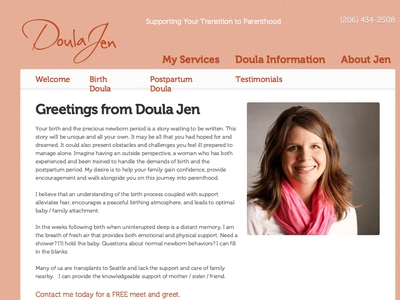 Doula Jen
Supporting Your Transition to Parenthood
(206) 434-2508
My Services Doula Information About Jen
Welcome Birth Doula Postpartum Doula Testimonials
Greetings from Doula Jen
Your birth and the precious newborn period is a story waiting to be written. This
story will be unique and all your own. It may be all that you had hoped for and
dreamed. It could also present obstacles and challenges you feel ill prepared to
manage alone. Imagine having an outside perspective, a woman who has both
experienced and been trained to handle the demands of birth and the
postpartum period. My desire is to help your family gain confidence, provide
encouragement and walk alongside you on this journey into parenthood.
I believe that an understanding of the birth process coupled with support
alleviates fear, encourages a peaceful birthing atmosphere, and leads to optimal
baby / family attachment.
In the weeks following birth when uninterrupted sleep is a distant memory, I am
the breath of fresh air that provides both emotional and physical support. Need a
shower? I'll hold the baby. Questions about normal newborn behaviors? I can fill
in the blanks.
Many of us are transplants to Seattle and lack the support and care of family
nearby. I can provide the knowledgeable support of mother / sister / friend.
Contact me today for a FREE meet and greet.